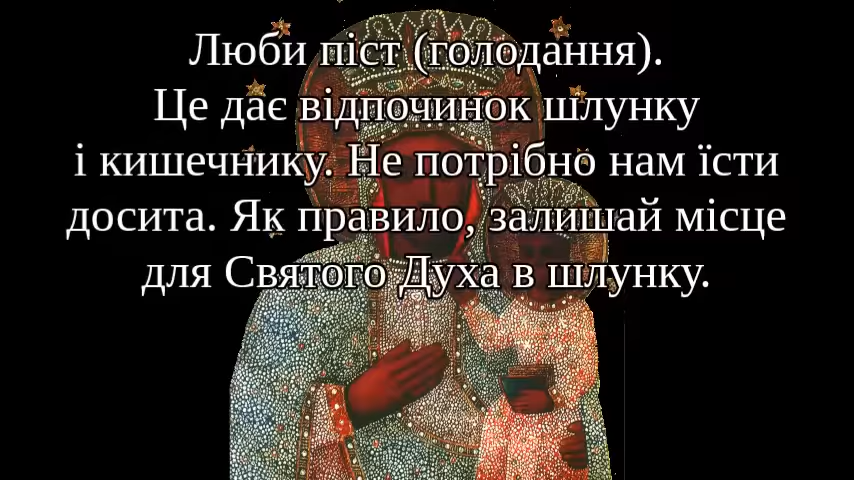 Люби піст (голодання).
Це дає відпочинок шлунку
і кишечнику. Не потрібно нам їсти
досита. Як правило, залишай місце
для Святого Духа в шлунку.